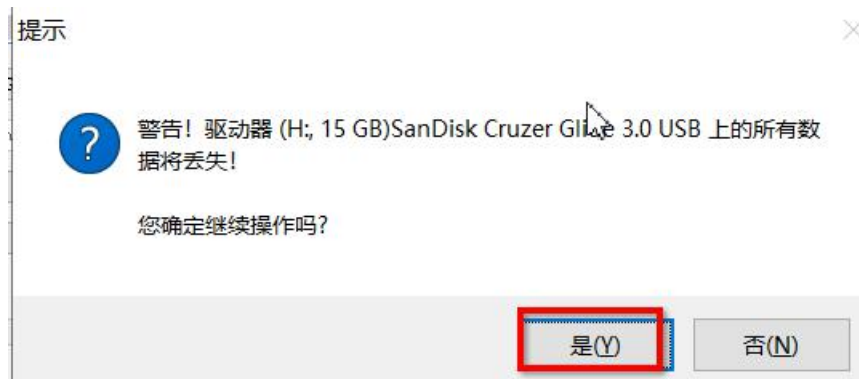 提示
警告！驱动器 (H:, 15 GB)SanDisk Cruzer Glide 3.0 USB 上的所有数
据将丢失！
您确定继续操作吗?
是(Y)
否(N)